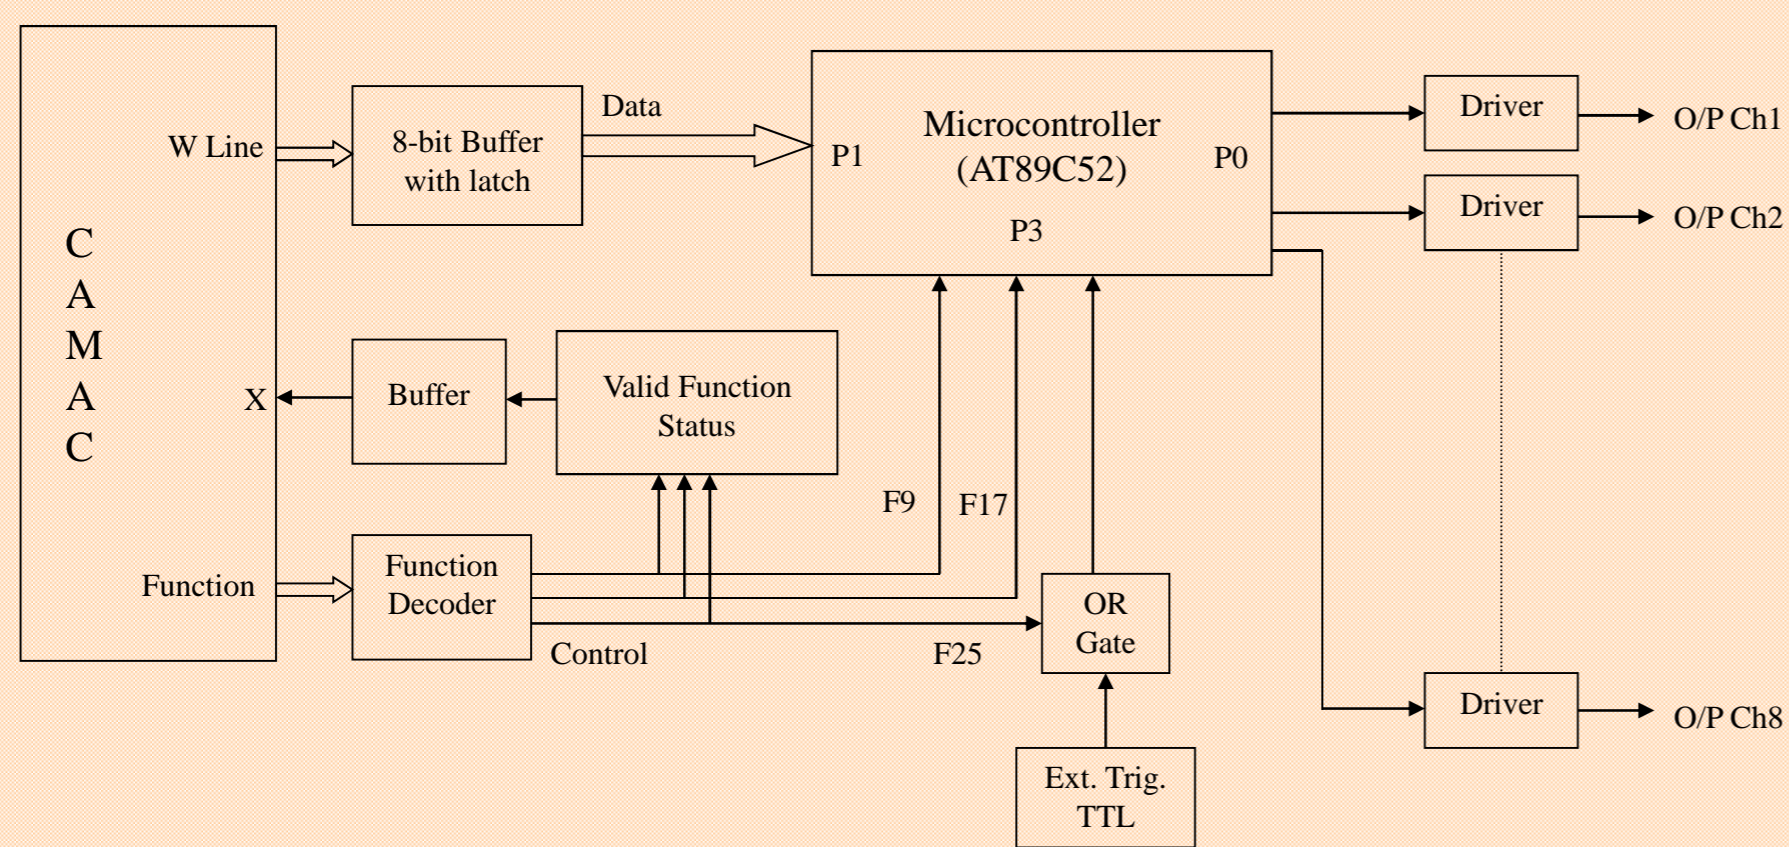 C
A
M
A
C
W Line
8-bit Buffer
with latch
Data
P1
Microcontroller
(AT89C52)
P0
P3
Driver
O/P Ch1
Driver
O/P Ch2
X
Buffer
Valid Function
Status
F9
F17
Function
Function
Decoder
Control
F25
OR
Gate
Ext. Trig.
TTL
Driver
O/P Ch8